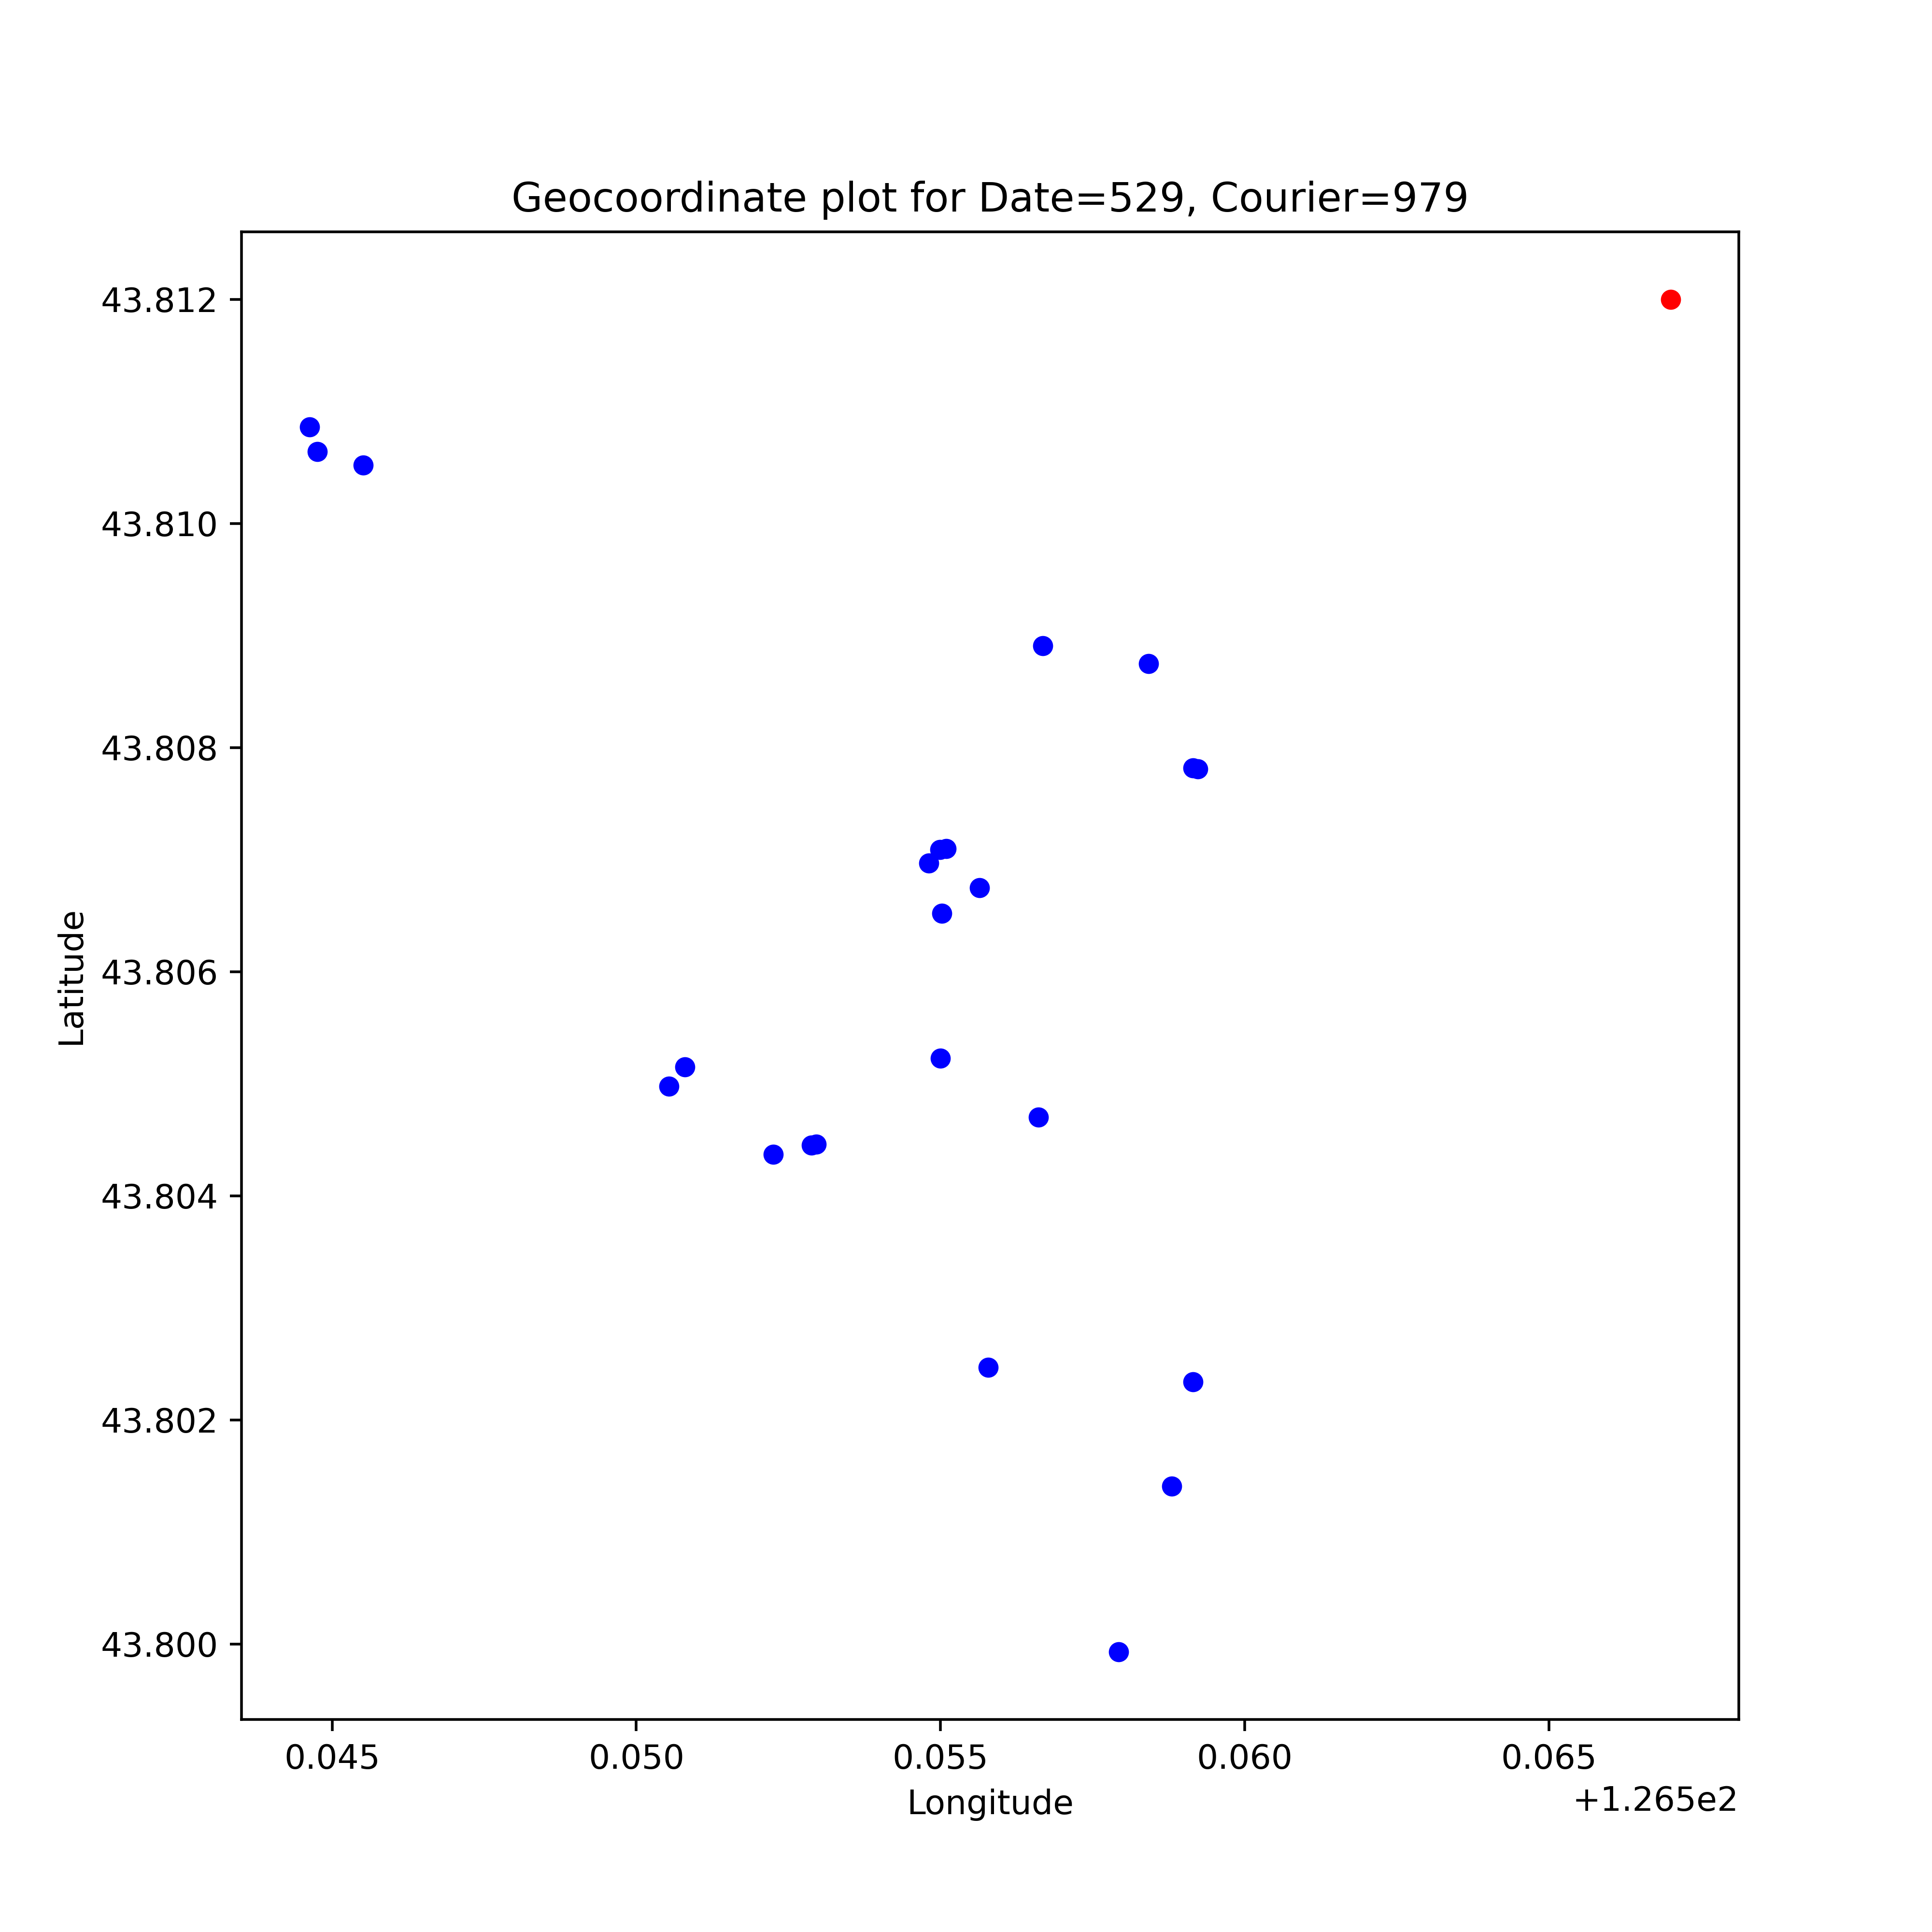 Geocoordinate plot for Date=529, Courier=979
43.812
43.810
43.808
43.806
43.804
43.802
43.800
Latitude
0.045 0.050 0.055 0.060 0.065
Longitude
+1.265e2